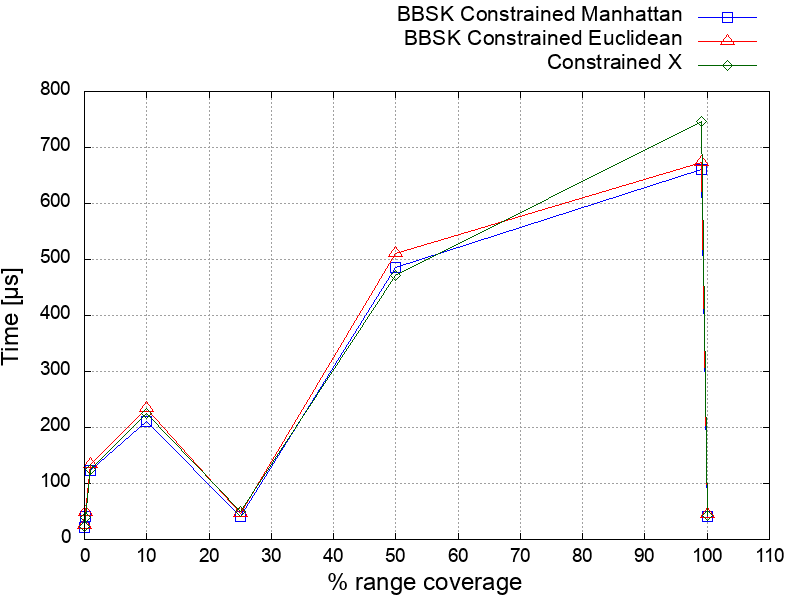 BBSK Constrained Manhattan
BBSK Constrained Euclidean
Constrained X
800
700
600
500
400
300
200
100
0
Time [µs]
0 10 20 30 40 50 60 70 80 90 100 110
% range coverage